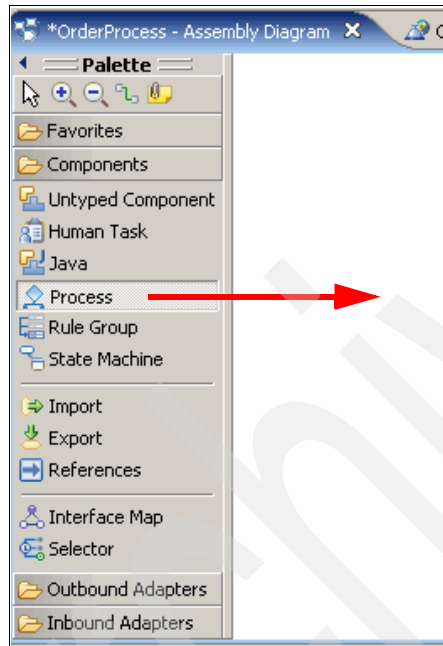 *OrderProcess - Assembly Diagram
Palette
Favorites
Components
Untyped Component
Human Task
Java
Process
Rule Group
State Machine
Import
Export
References
Interface Map
Selector
Outbound Adapters
Inbound Adapters